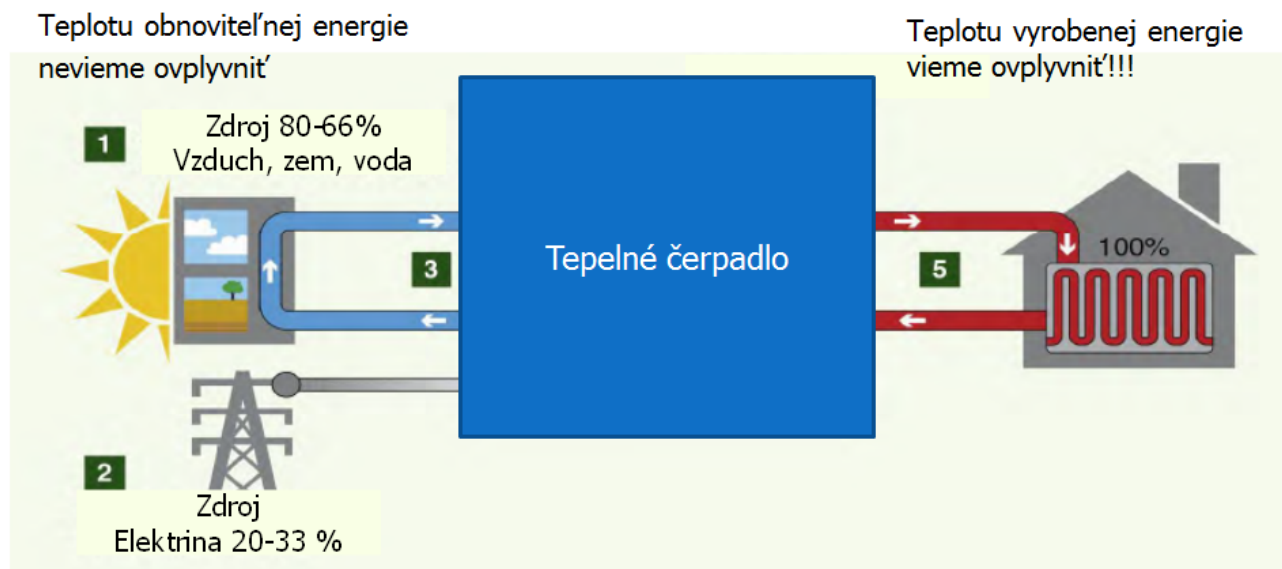 Teplotu obnoviteľnej energie
nevieme ovplyvniť
Teplotu vyrobenej energie
vieme ovplyvniť!!!
1
Zdroj 80-66%
Vzduch, zem, voda
3
Tepelné čerpadlo
5
100%
2
Zdroj
Elektrina 20-33 %